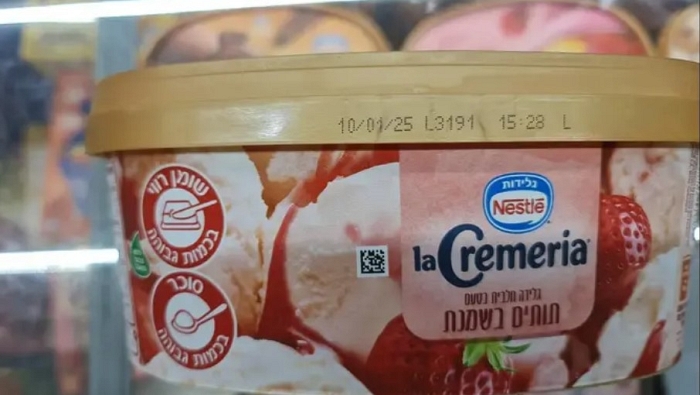 10/01/25 L3191 15:28 L
שומן רווי
בכמות גבוהה
סוכר
בכמות גבוהה
גלידות
Nestlé
la Cremeria
גלידה חלבית בטעם
תותים בשמנת